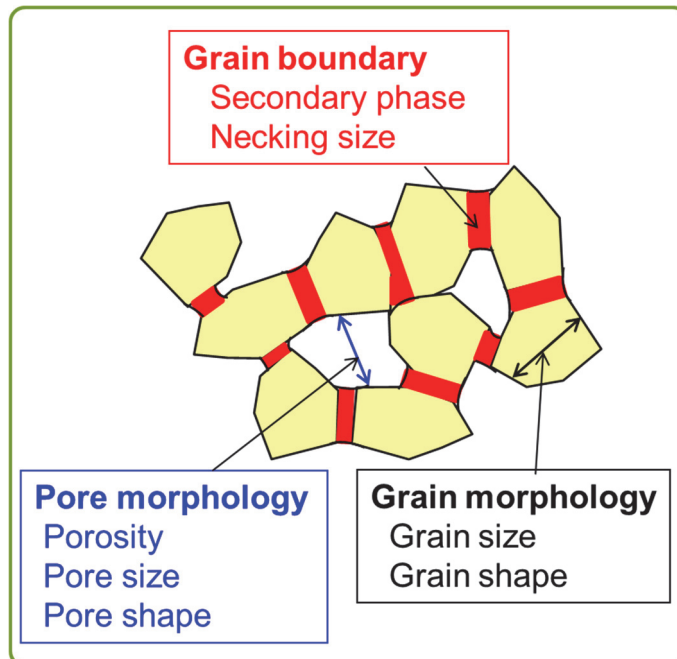 Grain boundary
Secondary phase
Necking size
Pore morphology
Porosity
Pore size
Pore shape
Grain morphology
Grain size
Grain shape